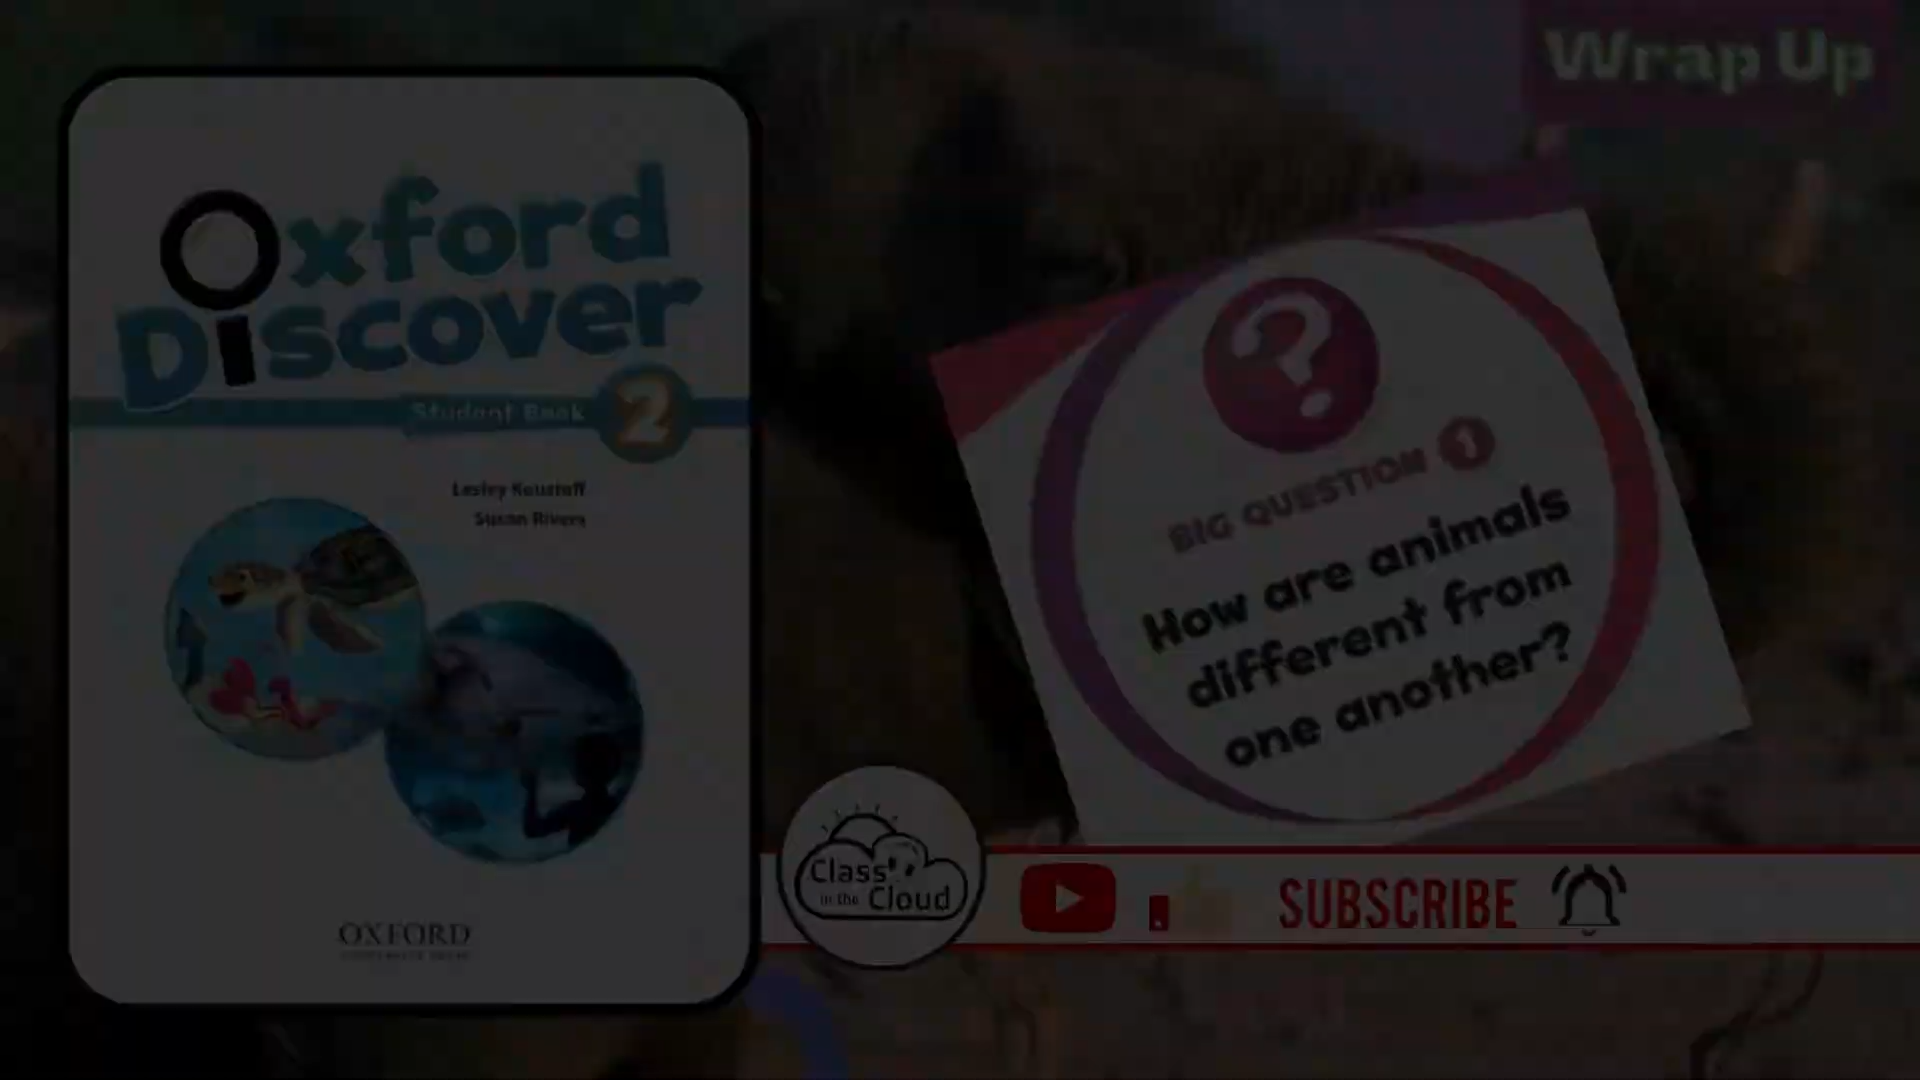 Wrap Up
Oxford
Discover
Student Book 2
Lesley Koustaff
Susan Rivers
OXFORD
BIG QUESTION 1
How are animals
different from
one another?
Class
in the
Cloud
SUBSCRIBE